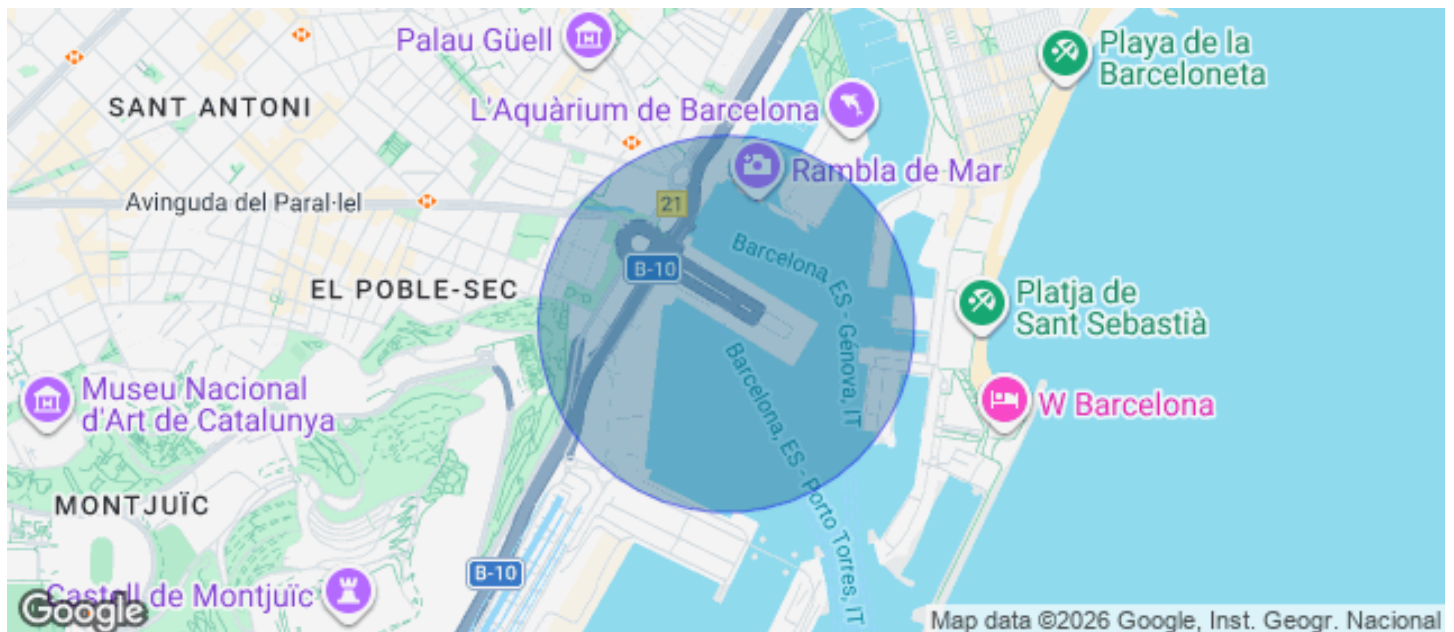 Palau Güell
Playa de la
Barceloneta
SANT ANTONI
L'Aquàrium de Barcelona
Rambla de Mar
Avinguda del Paral·lel
21
Barcelona, ES - Génova, IT
B-10
EL POBLE-SEC
Platja de
Sant Sebastià
Barcelona, ES - Porto Torres, IT
Museu Nacional
d'Art de Catalunya
W Barcelona
MONTJUÏC
B-10
Castell de Montjuïc
Google
Map data ©2026 Google, Inst. Geogr. Nacional